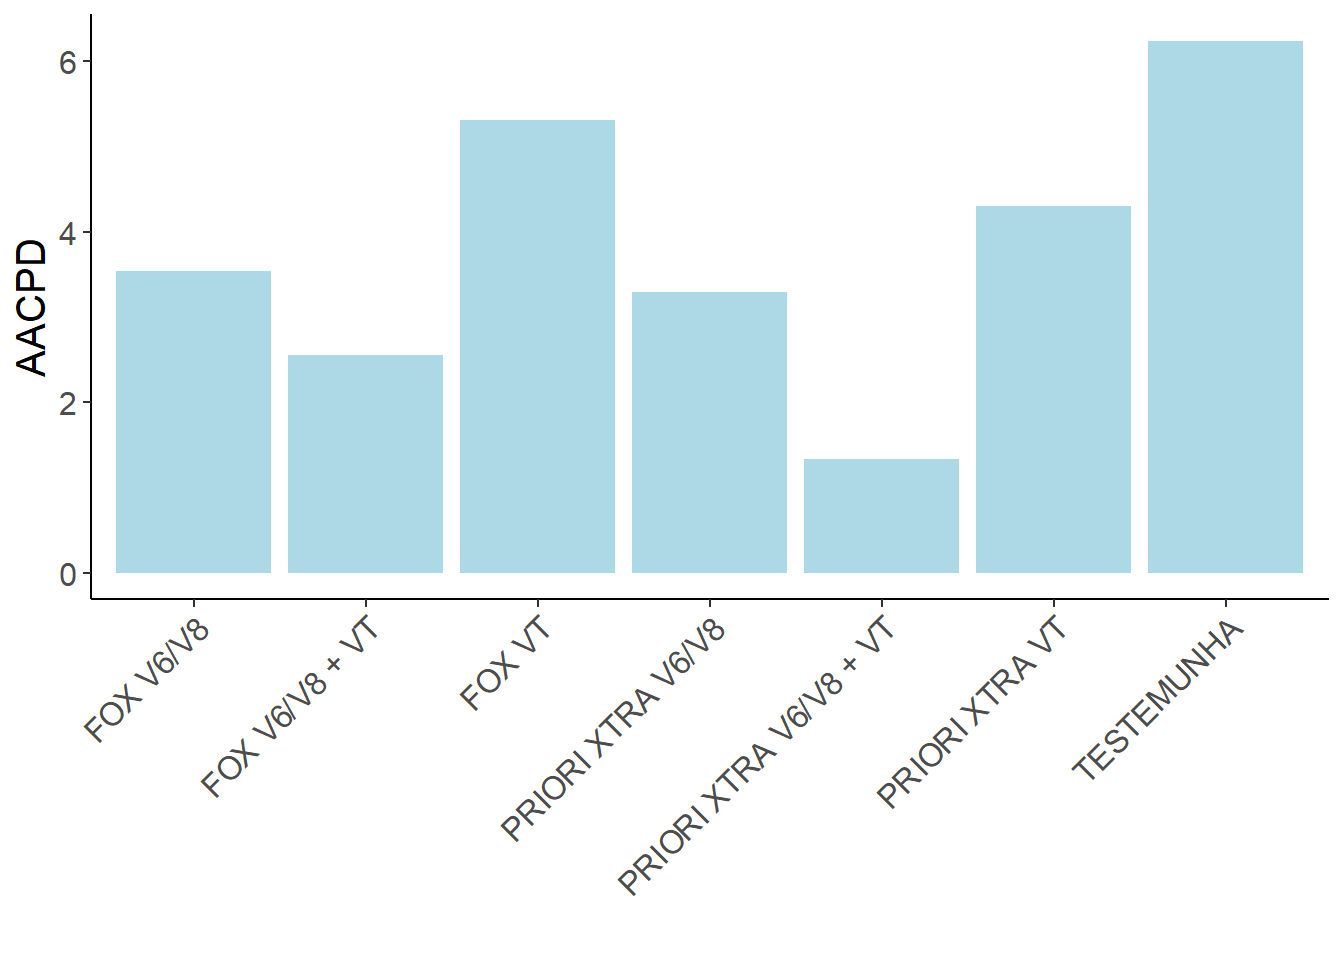 AACPD
6
4
2
0
FOX V6/V8
FOX V6/V8 + VT
FOX VT
PRIORI XTRA V6/V8
PRIORI XTRA V6/V8 + VT
PRIORI XTRA VT
TESTEMUNHA